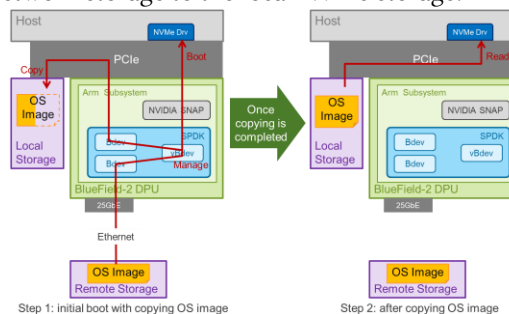 Host
NVMe Drv
PCIe
Copy
Boot
OS
Image
Local
Storage
Arm Subsystem
NVIDIA SNAP
SPDK
Bdev
vBdev
Bdev
Manage
BlueField-2 DPU
25GbE
Ethernet
OS Image
Remote Storage
Step 1: initial boot with copying OS image
Once
copying is
completed
Host
NVMe Drv
PCIe
Read
OS
Image
Local
Storage
Arm Subsystem
NVIDIA SNAP
SPDK
Bdev
vBdev
Bdev
BlueField-2 DPU
25GbE
OS Image
Remote Storage
Step 2: after copying OS image